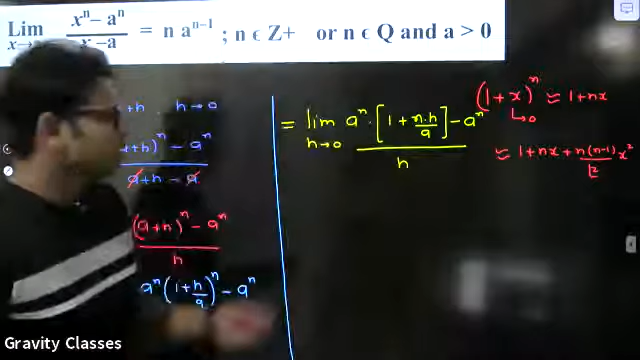 Lim x→ xⁿ − aⁿ / x − a = n aⁿ⁻¹ ; n ϵ Z+ or n ϵ Q and a > 0
+h h→0
+h)ⁿ − aⁿ
a+h − a
(a+h)ⁿ − aⁿ
h
aⁿ (1 + h/a)ⁿ − aⁿ
= lim h→0 aⁿ · [1 + n·h/a] − aⁿ
h
(1 + x)ⁿ ≈ 1 + nx
↳ 0
≈ 1 + nx + n(n−1)/∟2 x²
Gravity Classes